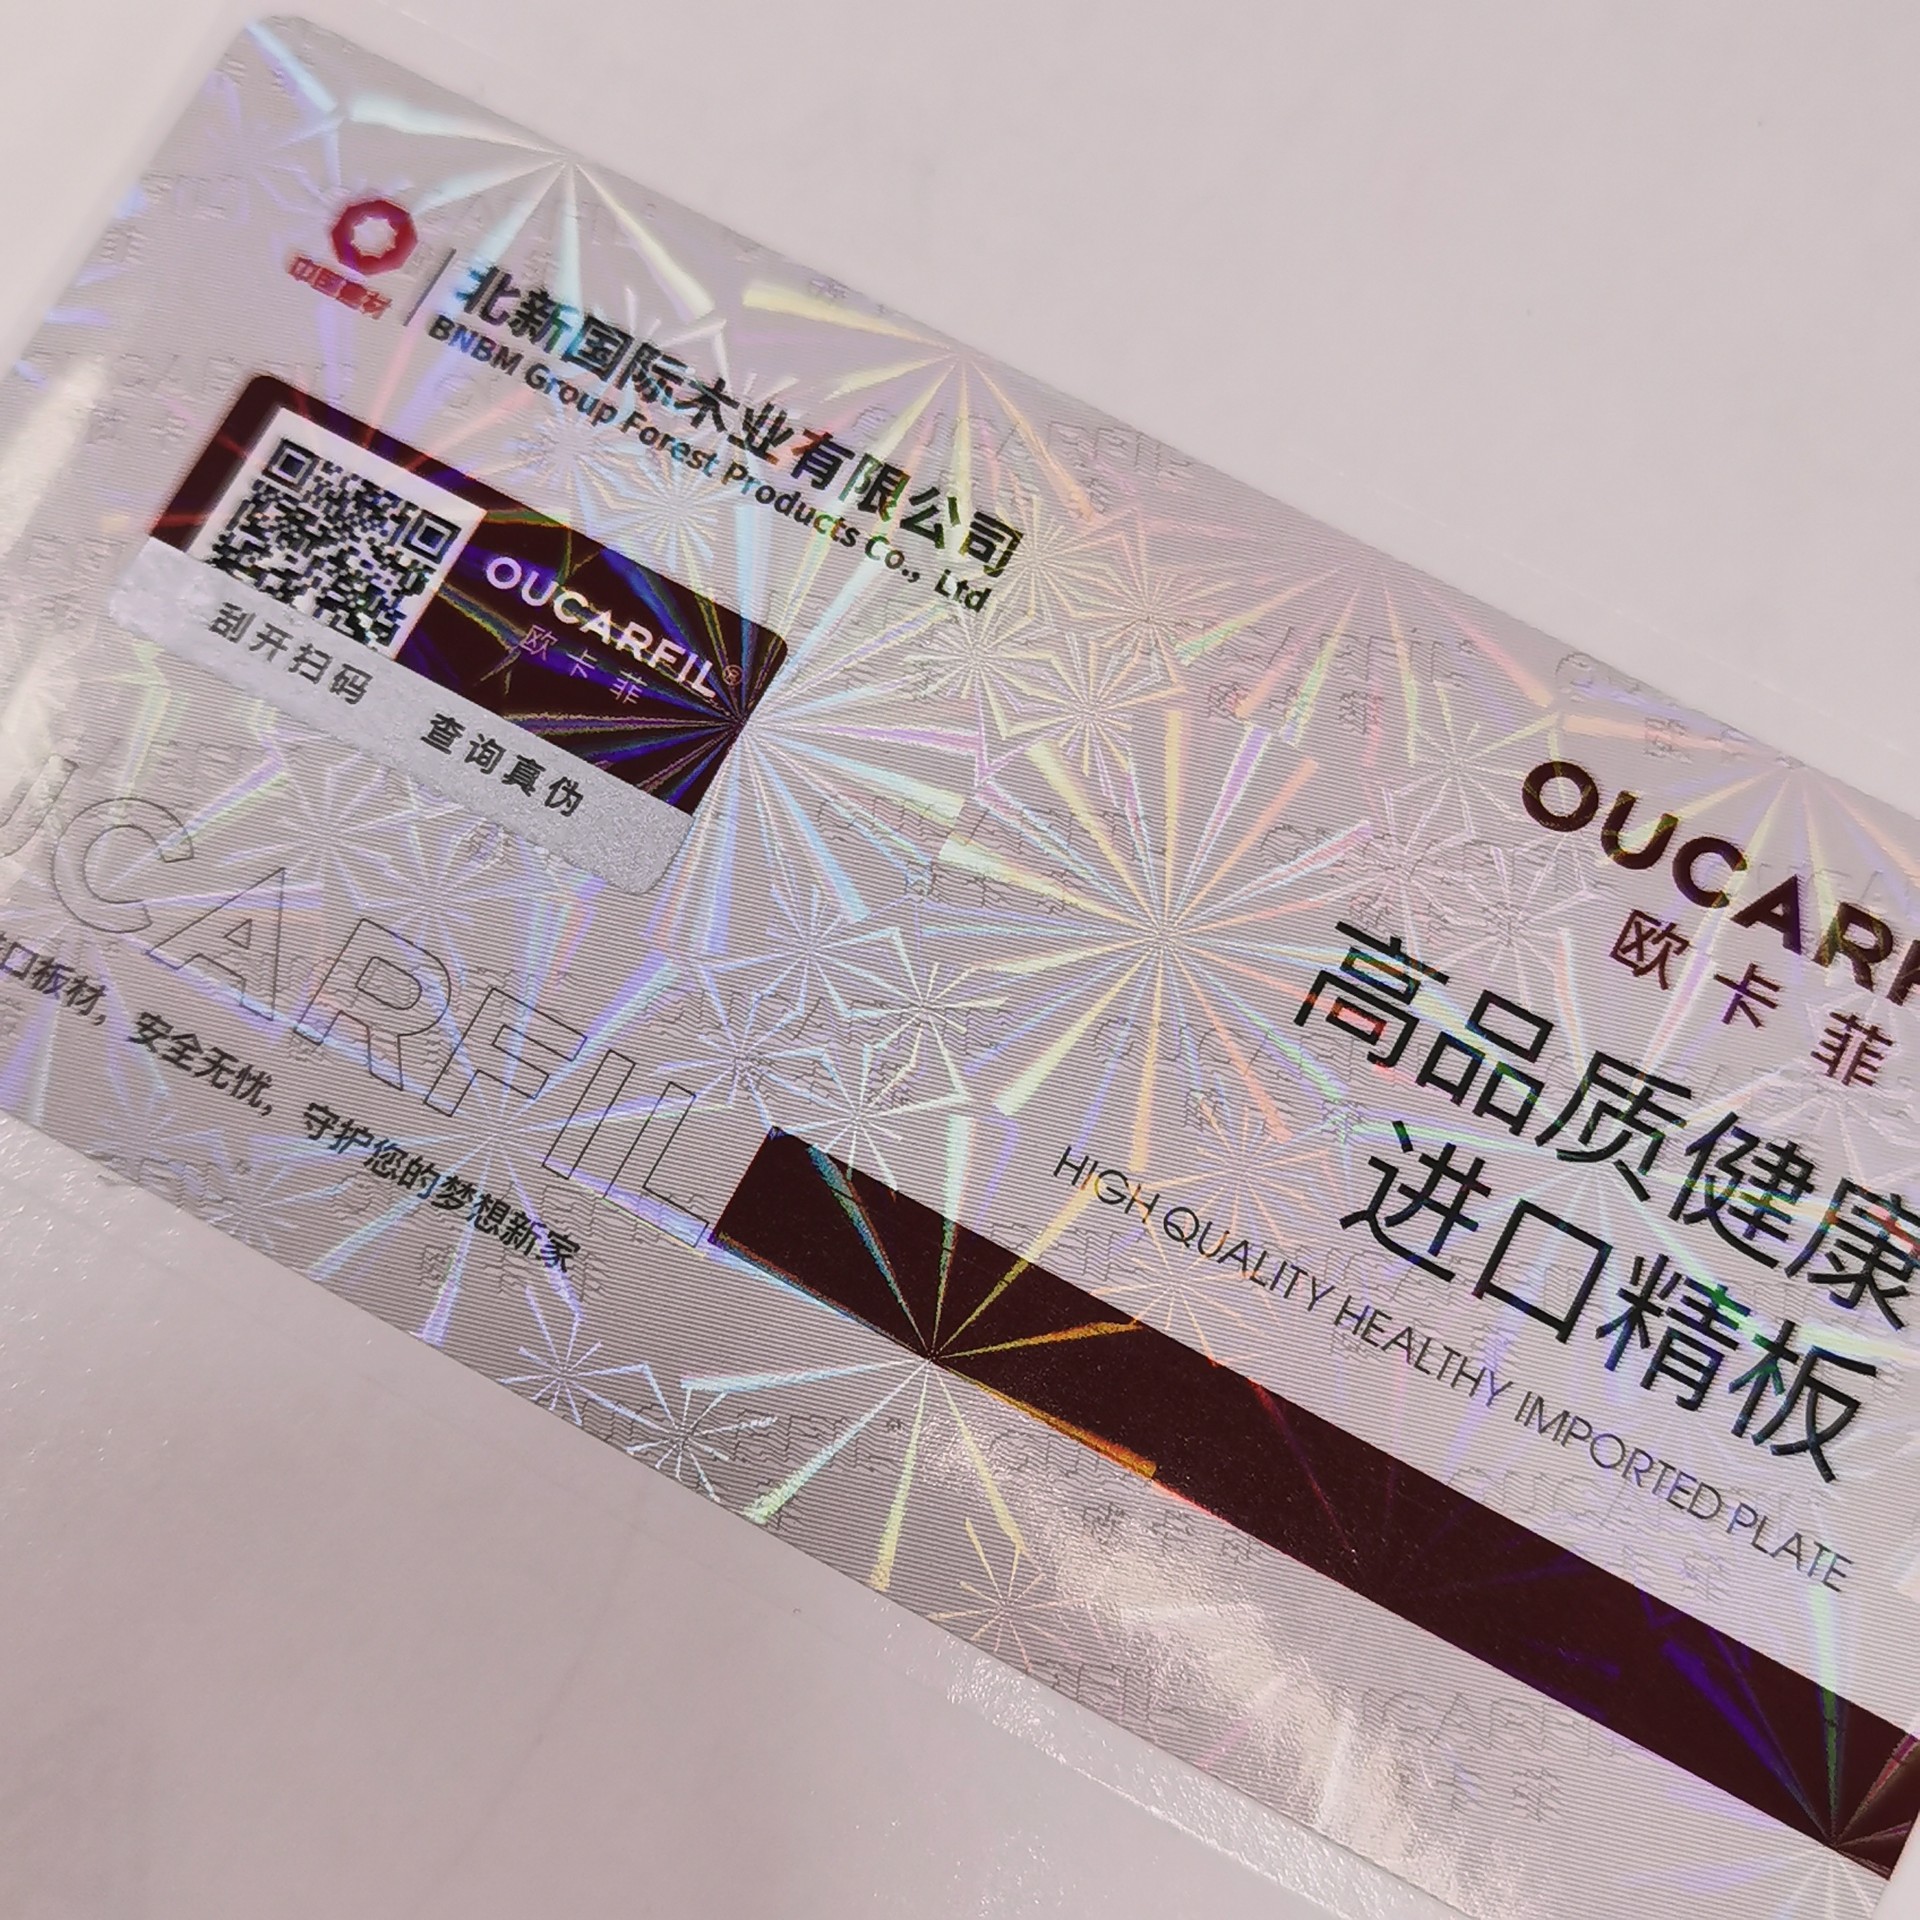 中国建材
北新国际木业有限公司
BNBM Group Forest Products Co., Ltd
OUCARFIL®
欧卡菲
刮开扫码 查询真伪
UCARFIL
口板材，安全无忧，守护您的梦想新家
OUCARF
欧卡菲
高品质健康
进口精板
HIGH QUALITY HEALTHY IMPORTED PLATE